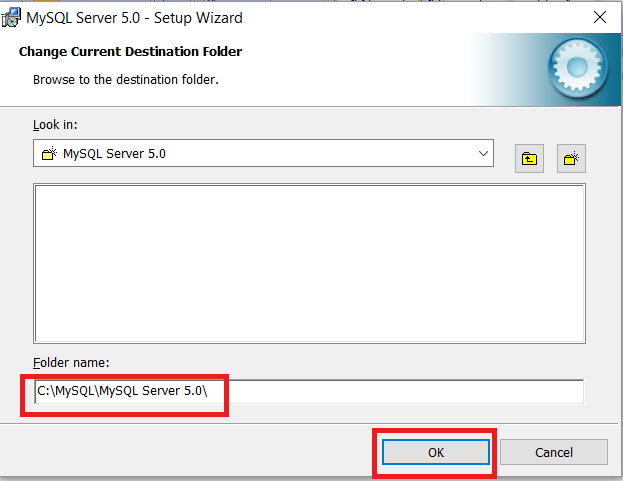 MySQL Server 5.0 - Setup Wizard
Change Current Destination Folder
Browse to the destination folder.
Look in:
MySQL Server 5.0
Folder name:
C:\MySQL\MySQL Server 5.0\
OK
Cancel